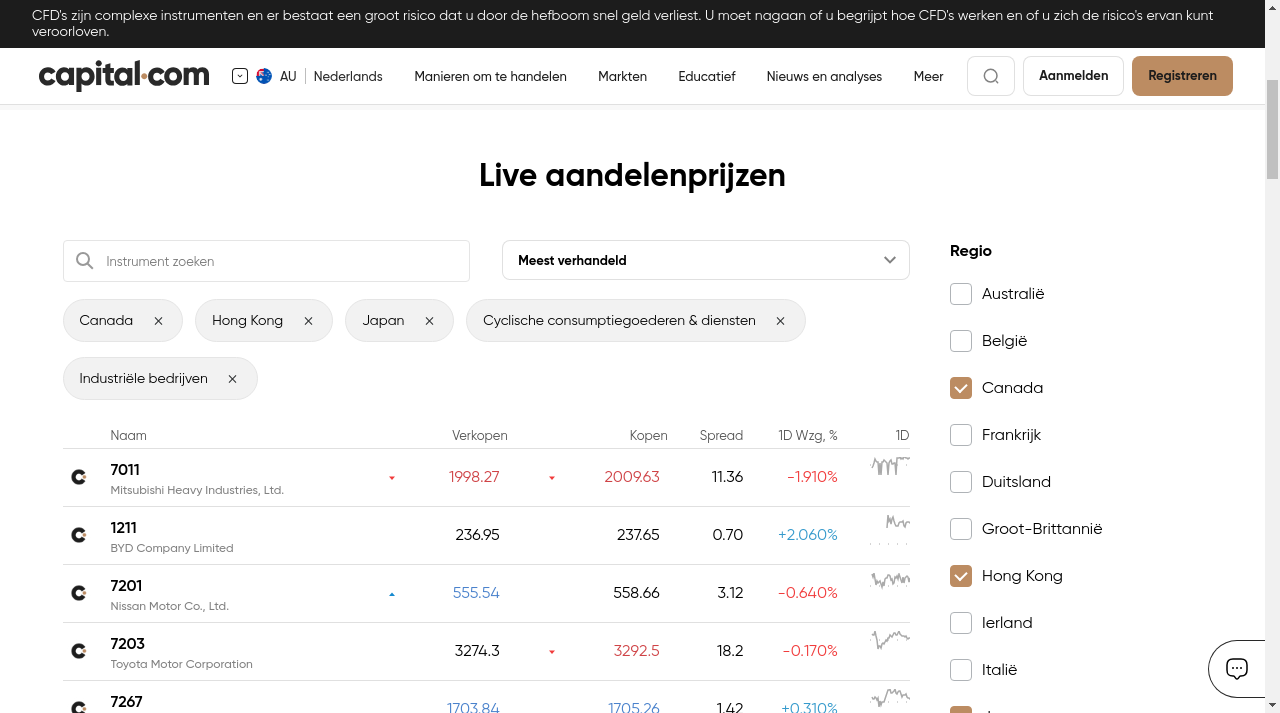 CFD's zijn complexe instrumenten en er bestaat een groot risico dat u door de hefboom snel geld verliest. U moet nagaan of u begrijpt hoe CFD's werken en of u zich de risico's ervan kunt
veroorloven.
capital.com
AU Nederlands Manieren om te handelen Markten Educatief Nieuws en analyses Meer Aanmelden Registreren
Live aandelenprijzen
Instrument zoeken Meest verhandeld
Canada Hong Kong Japan Cyclische consumptiegoederen & diensten
Industriële bedrijven
Naam Verkopen Kopen Spread 1D Wzg, % 1D
7011 1998.27 2009.63 11.36 -1.910%
Mitsubishi Heavy Industries, Ltd.
1211 236.95 237.65 0.70 +2.060%
BYD Company Limited
7201 555.54 558.66 3.12 -0.640%
Nissan Motor Co., Ltd.
7203 3274.3 3292.5 18.2 -0.170%
Toyota Motor Corporation
7267 1703.84 1705.26 1.42 +0.310%
Regio
Australië
België
Canada
Frankrijk
Duitsland
Groot-Brittannië
Hong Kong
Ierland
Italië